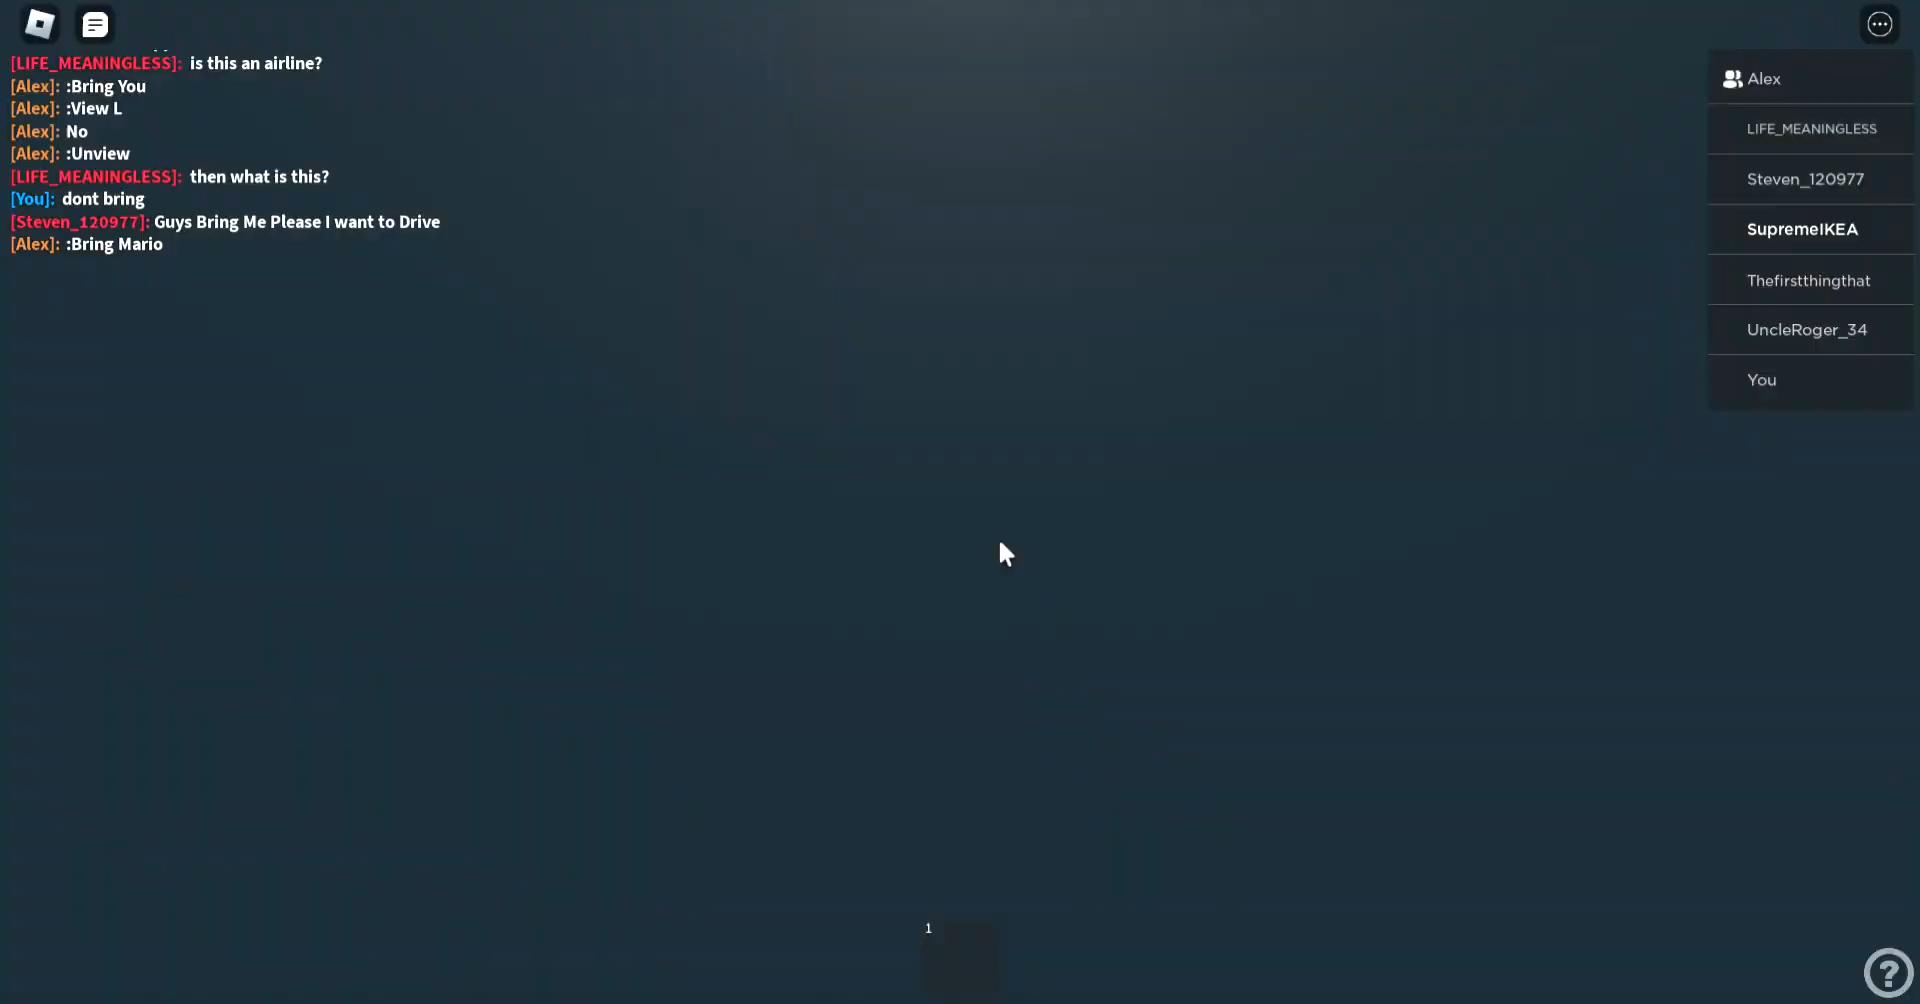 [LIFE_MEANINGLESS]: is this an airline?
[Alex]: :Bring You
[Alex]: :View L
[Alex]: No
[Alex]: :Unview
[LIFE_MEANINGLESS]: then what is this?
[You]: dont bring
[Steven_120977]: Guys Bring Me Please I want to Drive
[Alex]: :Bring Mario
Alex
LIFE_MEANINGLESS
Steven_120977
SupremeIKEA
Thefirstthingthat
UncleRoger_34
You
1
?